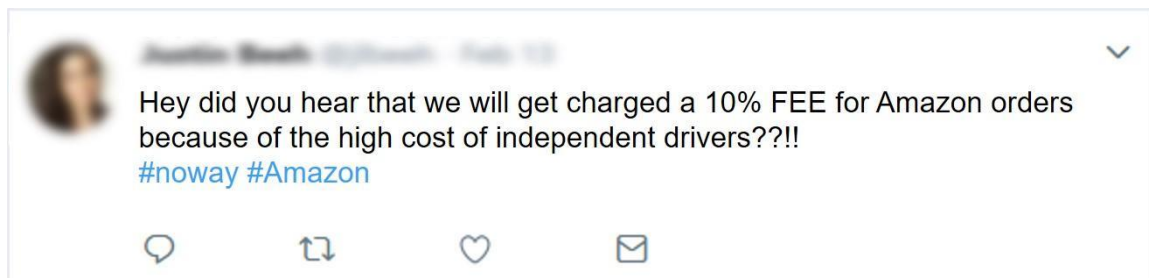 Hey did you hear that we will get charged a 10% FEE for Amazon orders
because of the high cost of independent drivers??!!
#noway #Amazon